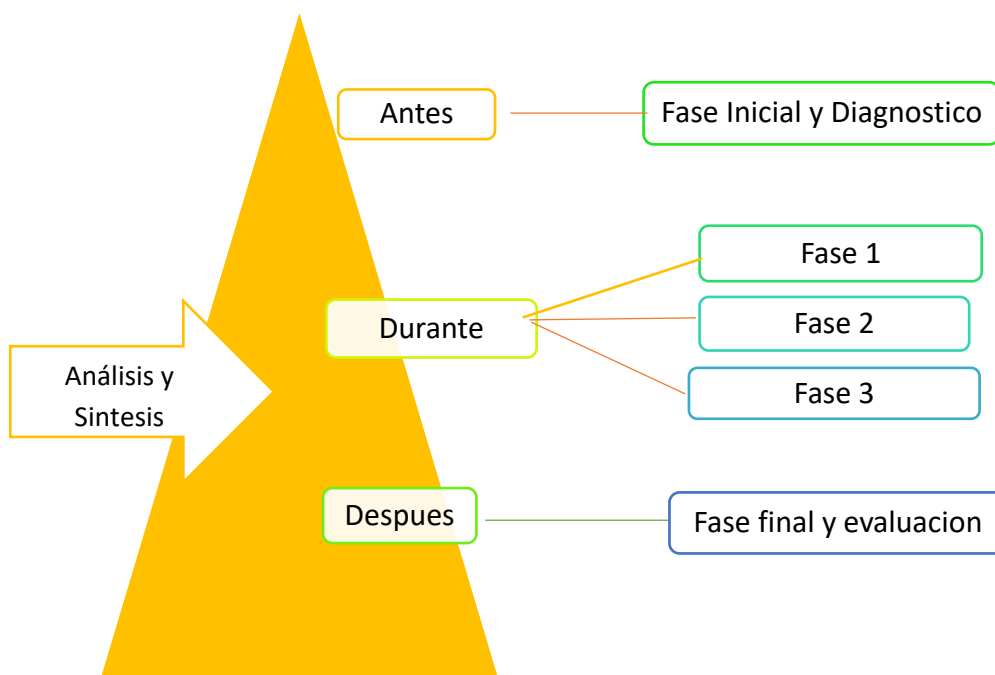 Antes
Fase Inicial y Diagnostico
Fase 1
Durante
Fase 2
Análisis y
Sintesis
Fase 3
Despues
Fase final y evaluacion